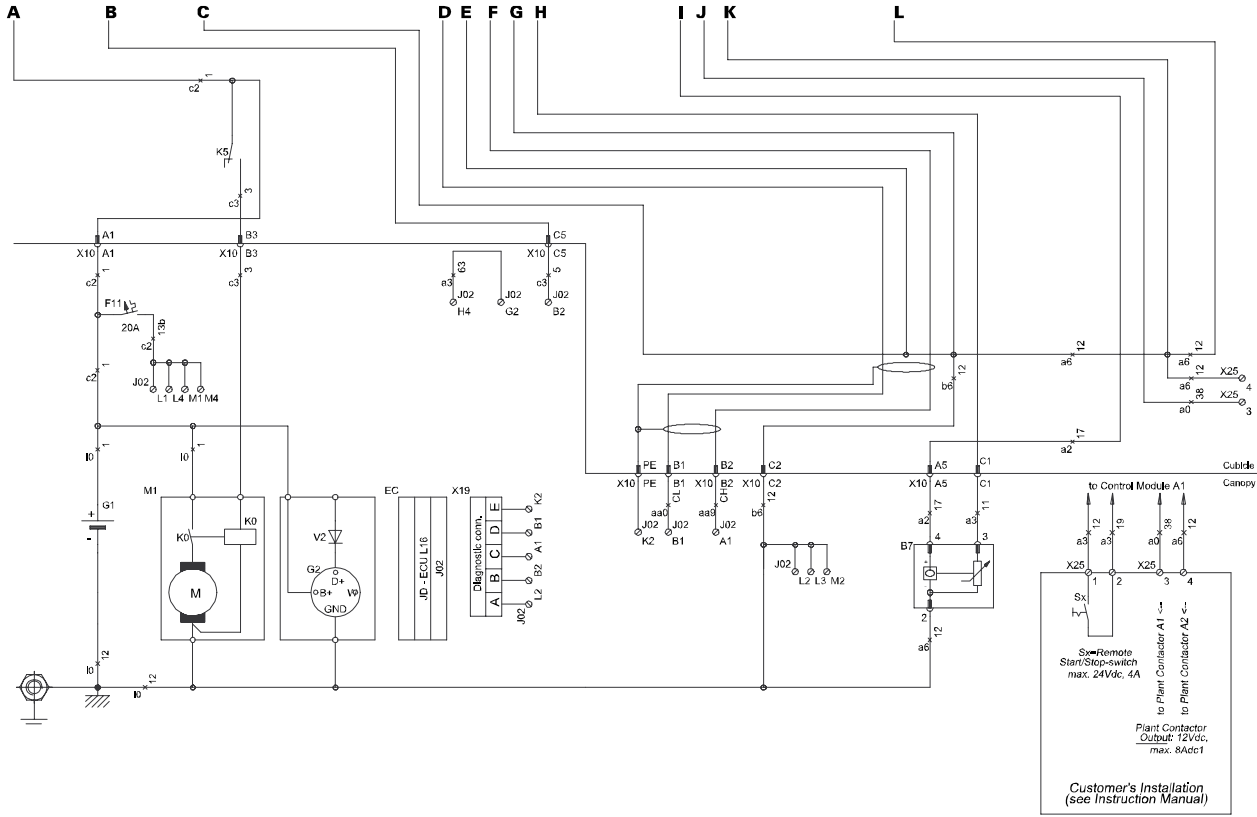 A B C D E F G H I J K L
1
c2
K5
3
c3
A1 B3 C5
X10 A1 X10 B3 X10 C5
1
c2
3
c3
63
a3
5
c3
J02 J02 J02
H4 G2 B2
F11
20A
13b
c2
1
c2
J02
L1 L4 M1 M4
12 12
a6 a6
12
a6
X25
4
38
a0
X25
3
12
b6
17
a2
1
l0
1
l0
PE B1 B2 C2 A5 C1
X10 PE B1 X10 B2 X10 C2 X10 A5 C1
Cubicle
Canopy
CL
aa0
CH
aa9
12
b6
17
a2
11
a3
J02 J02 J02
K2 B1 A1
J02
L2 L3 M2
G1
+
-
M1
K0
K0
M
V2
G2
D+
B+
W
GND
EC
JD - ECU L16
J02
X19
Diagnostic conn.
E K2
D B1
C A1
B B2
A L2
J02
B7
4 3
+
2
12
a6
to Control Module A1
12 19 38 12
a3 a3 a0 a6
X25 X25
1 2 3 4
Sx
Sx=Remote
Start/Stop-switch
max. 24Vdc, 4A
to Plant Contactor A1 <--
to Plant Contactor A2 <--
Plant Contactor
Output: 12Vdc,
max. 8Adc1
Customer's Installation
(see Instruction Manual)
12
l0
12
l0